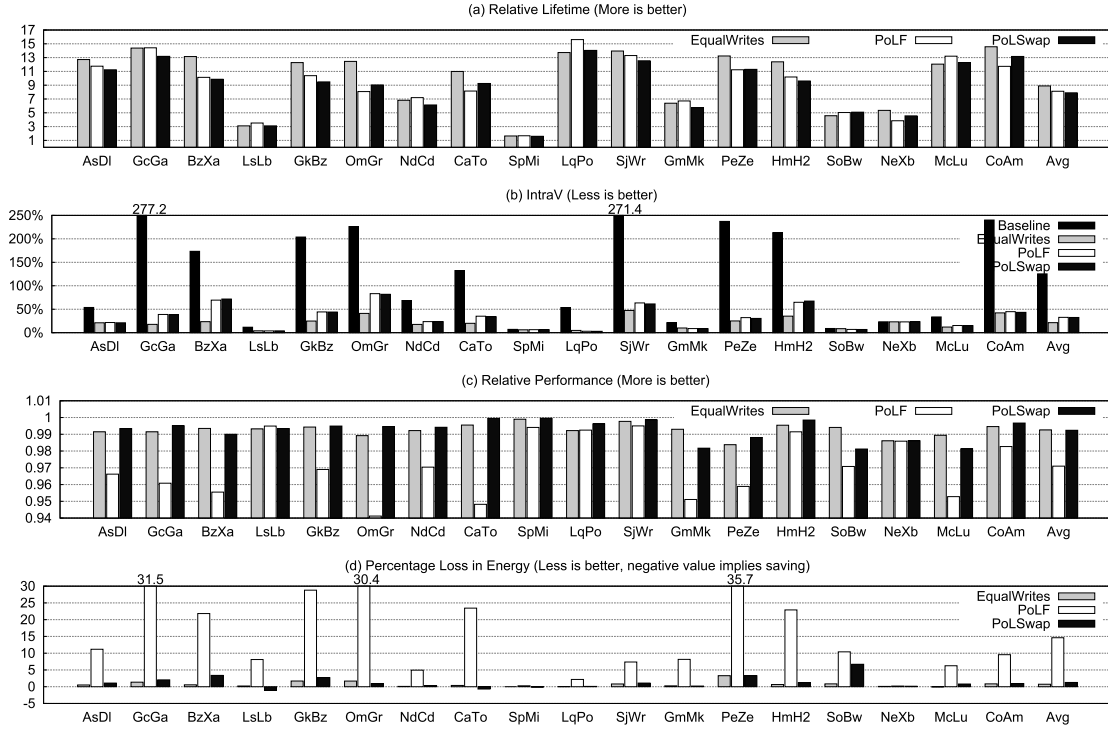 (a) Relative Lifetime (More is better)
17
15
13
11
9
7
5
3
1
EqualWrites PoLF PoLSwap
AsDl GcGa BzXa LsLb GkBz OmGr NdCd CaTo SpMi LqPo SjWr GmMk PeZe HmH2 SoBw NeXb McLu CoAm Avg
(b) IntraV (Less is better)
277.2 271.4
250%
200%
150%
100%
50%
0%
Baseline
EqualWrites
PoLF
PoLSwap
AsDl GcGa BzXa LsLb GkBz OmGr NdCd CaTo SpMi LqPo SjWr GmMk PeZe HmH2 SoBw NeXb McLu CoAm Avg
(c) Relative Performance (More is better)
1.01
1
0.99
0.98
0.97
0.96
0.95
0.94
EqualWrites PoLF PoLSwap
AsDl GcGa BzXa LsLb GkBz OmGr NdCd CaTo SpMi LqPo SjWr GmMk PeZe HmH2 SoBw NeXb McLu CoAm Avg
(d) Percentage Loss in Energy (Less is better, negative value implies saving)
31.5 30.4 35.7
30
25
20
15
10
5
0
-5
EqualWrites
PoLF
PoLSwap
AsDl GcGa BzXa LsLb GkBz OmGr NdCd CaTo SpMi LqPo SjWr GmMk PeZe HmH2 SoBw NeXb McLu CoAm Avg